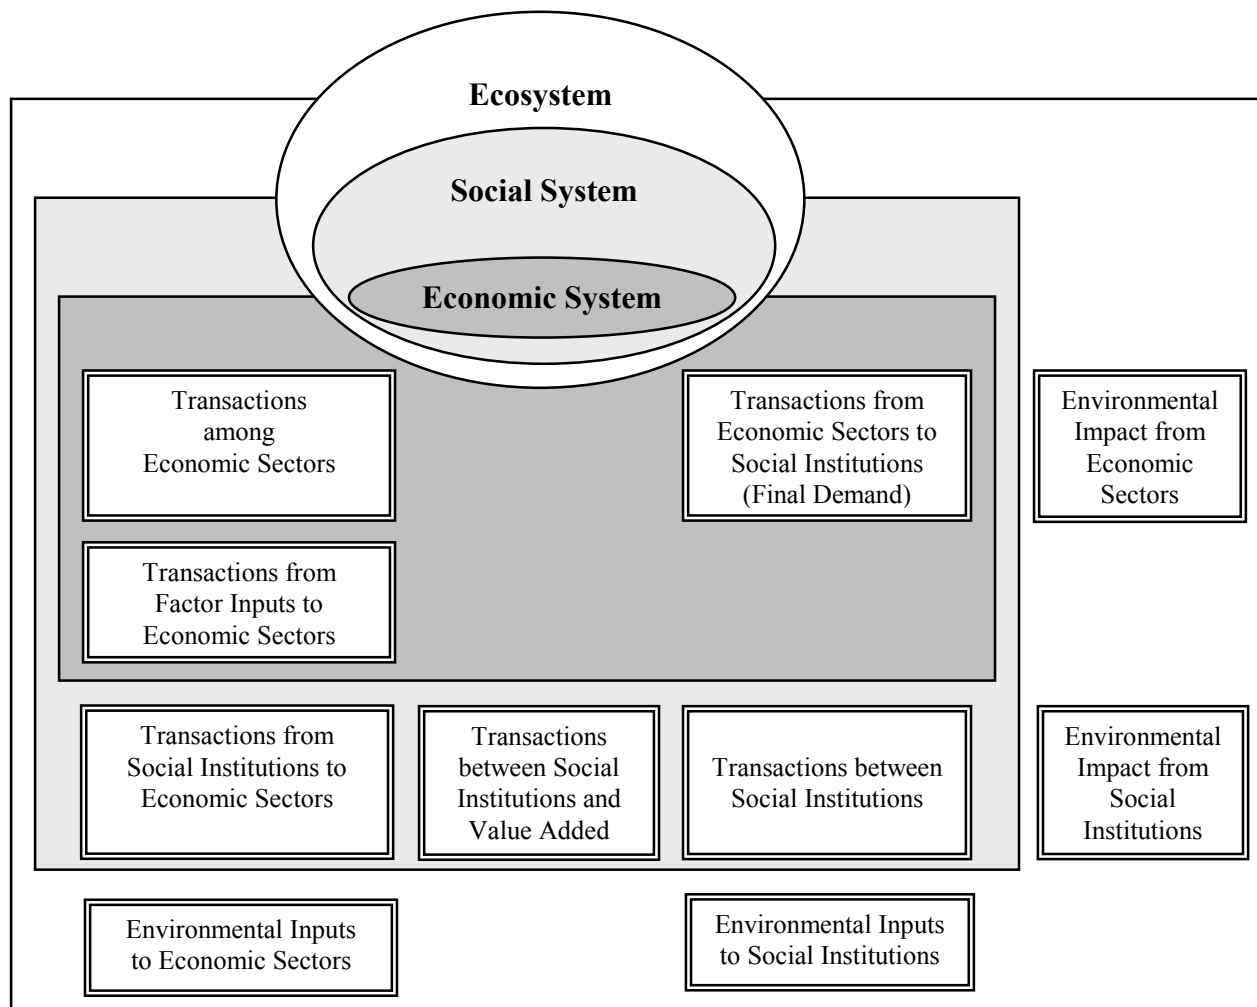 Ecosystem
Social System
Economic System
Transactions
among
Economic Sectors
Transactions from
Economic Sectors to
Social Institutions
(Final Demand)
Environmental
Impact from
Economic
Sectors
Transactions from
Factor Inputs to
Economic Sectors
Transactions from
Social Institutions to
Economic Sectors
Transactions
between Social
Institutions and
Value Added
Transactions between
Social Institutions
Environmental
Impact from
Social
Institutions
Environmental Inputs
to Economic Sectors
Environmental Inputs
to Social Institutions